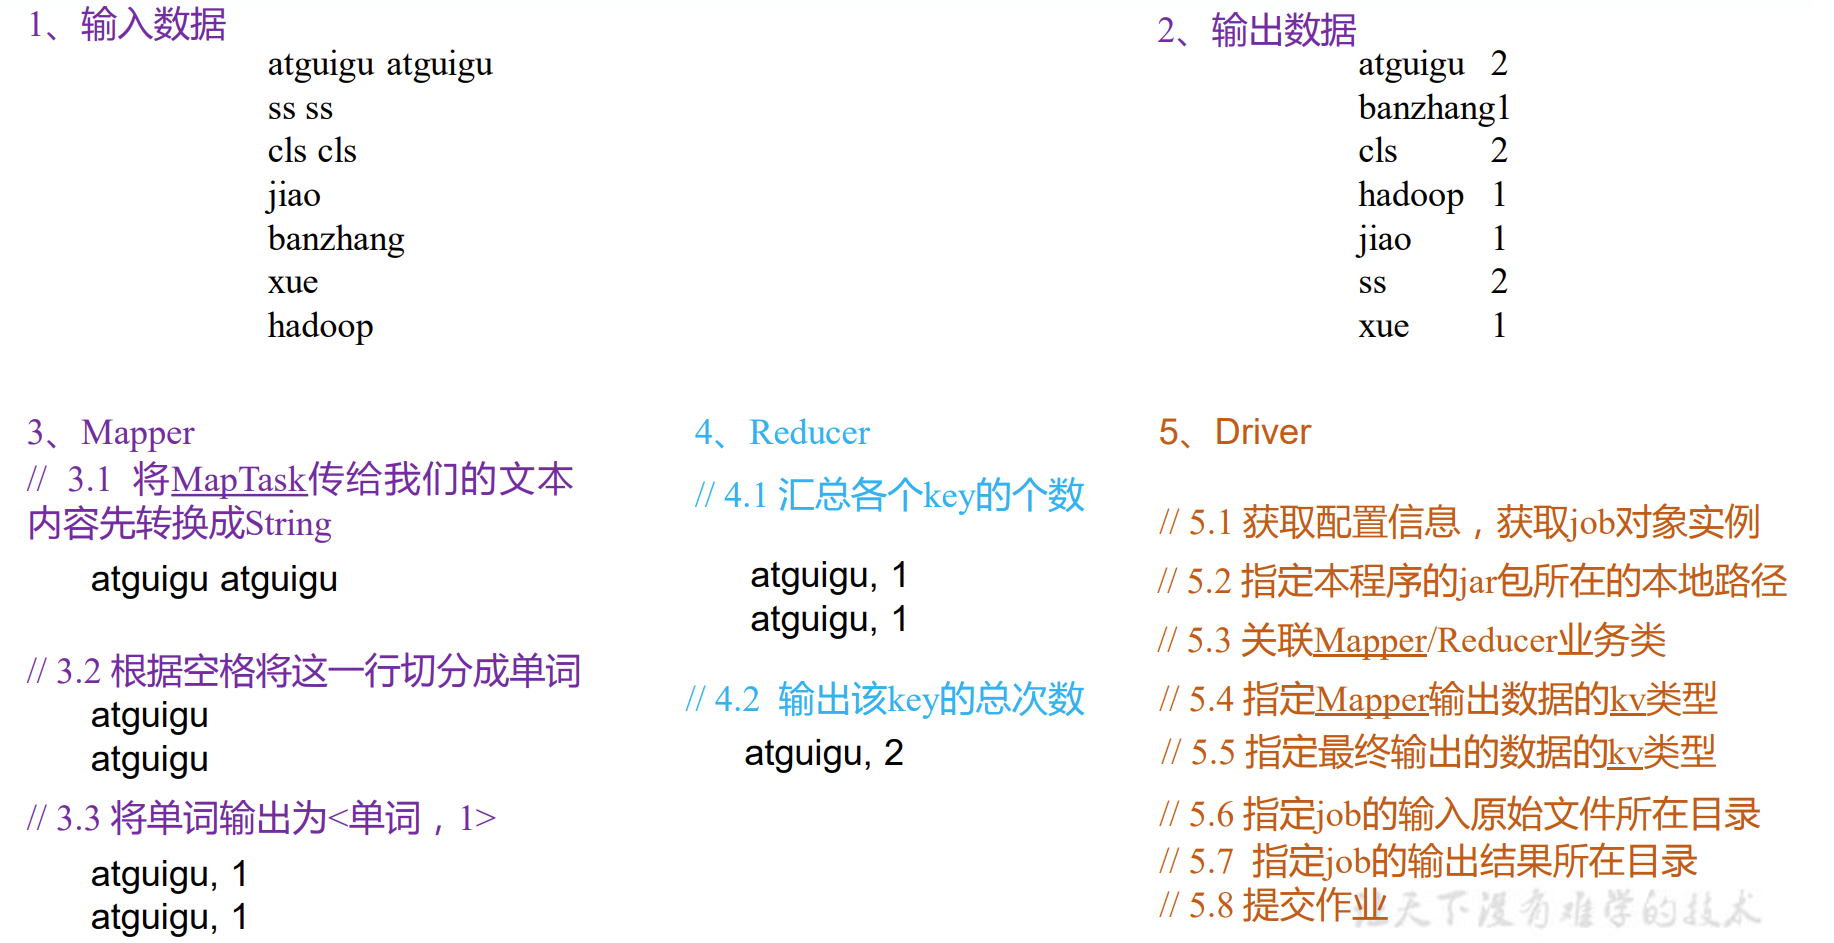 1、输入数据
atguigu atguigu
ss ss
cls cls
jiao
banzhang
xue
hadoop
2、输出数据
atguigu 2
banzhang1
cls 2
hadoop 1
jiao 1
ss 2
xue 1
3、Mapper
// 3.1 将MapTask传给我们的文本
内容先转换成String
atguigu atguigu
// 3.2 根据空格将这一行切分成单词
atguigu
atguigu
// 3.3 将单词输出为<单词，1>
atguigu, 1
atguigu, 1
4、Reducer
// 4.1 汇总各个key的个数
atguigu, 1
atguigu, 1
// 4.2 输出该key的总次数
atguigu, 2
5、Driver
// 5.1 获取配置信息，获取job对象实例
// 5.2 指定本程序的jar包所在的本地路径
// 5.3 关联Mapper/Reducer业务类
// 5.4 指定Mapper输出数据的kv类型
// 5.5 指定最终输出的数据的kv类型
// 5.6 指定job的输入原始文件所在目录
// 5.7 指定job的输出结果所在目录
// 5.8 提交作业
让天下没有难学的技术